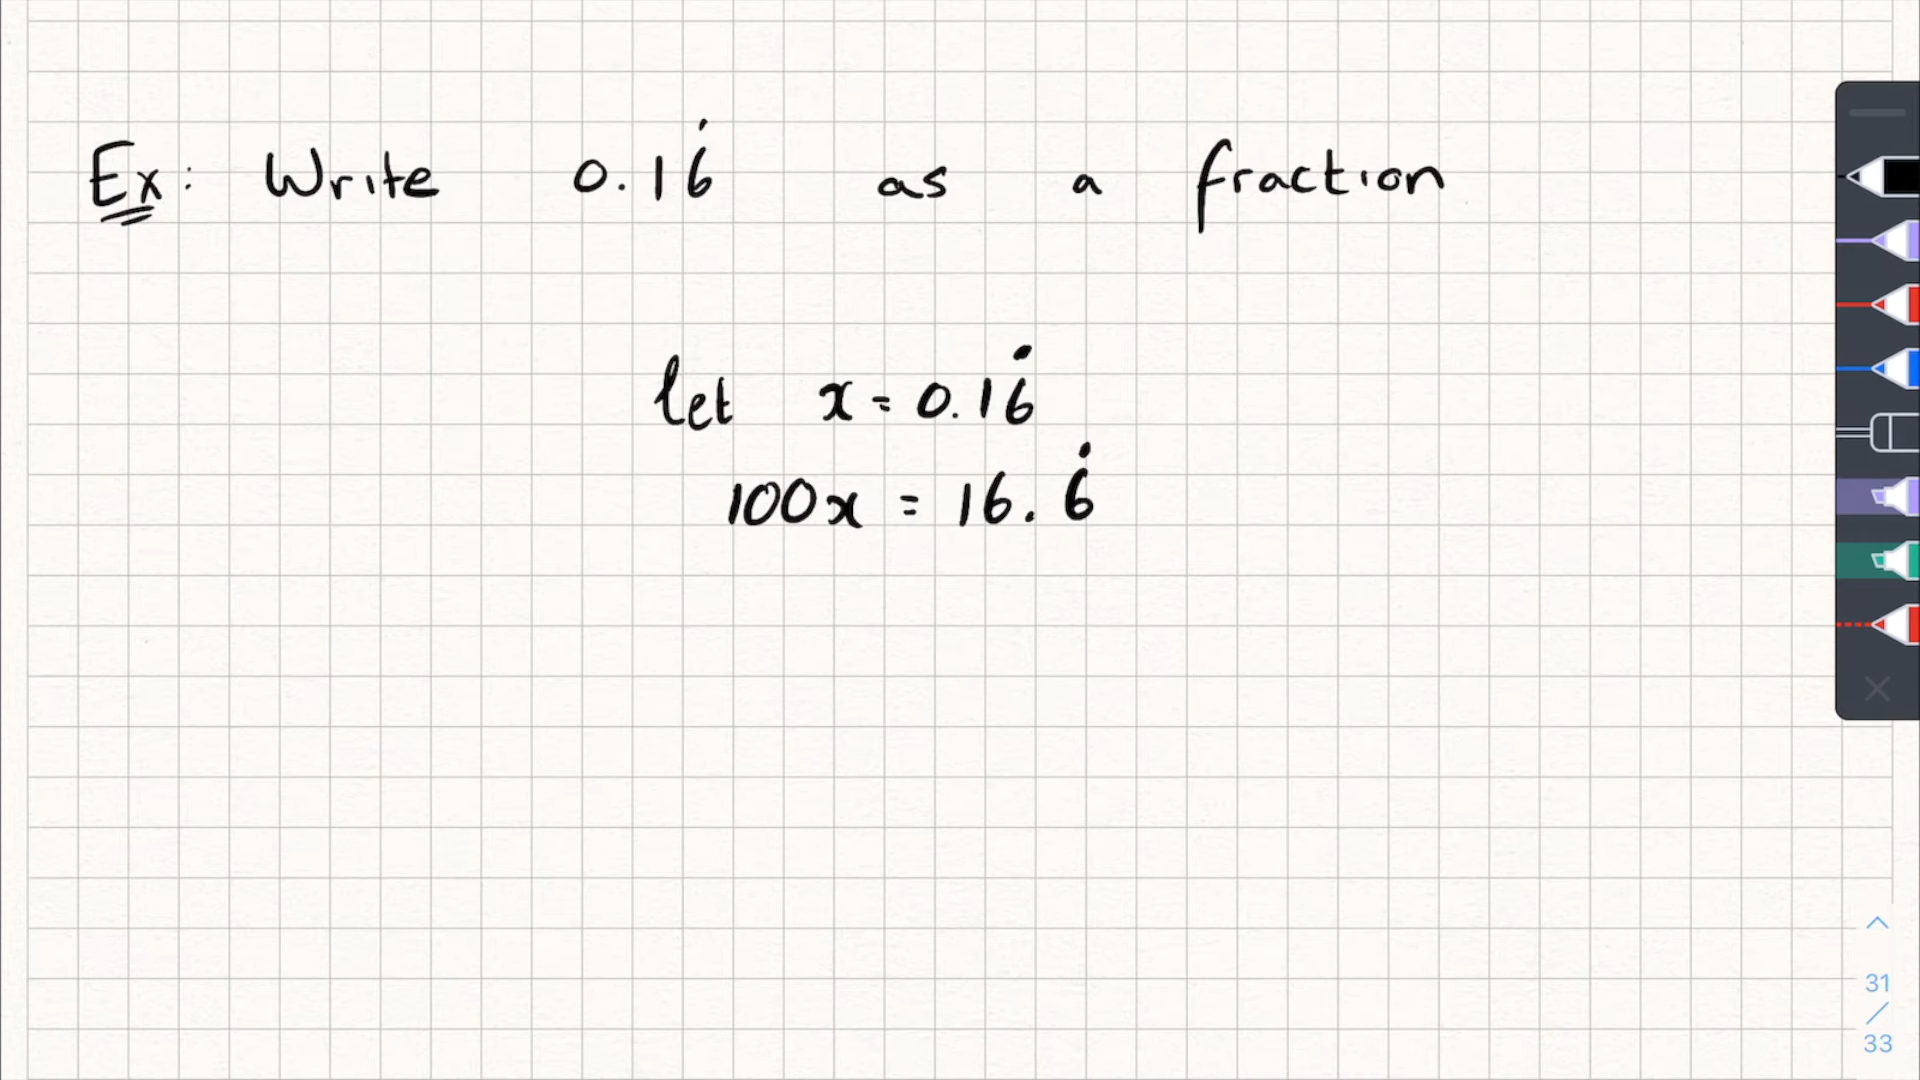 Ex: Write 0.16̇ as a fraction
let x = 0.16̇
100x = 16.6̇
31
/
33